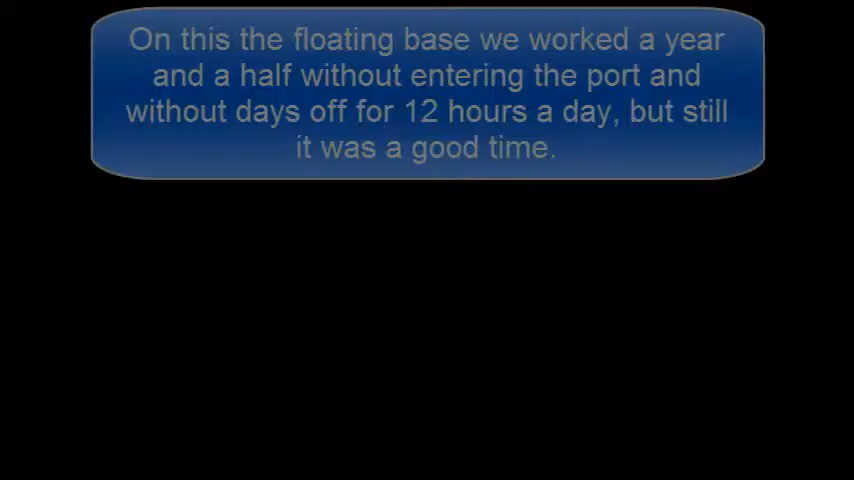 On this the floating base we worked a year
and a half without entering the port and
without days off for 12 hours a day, but still
it was a good time.